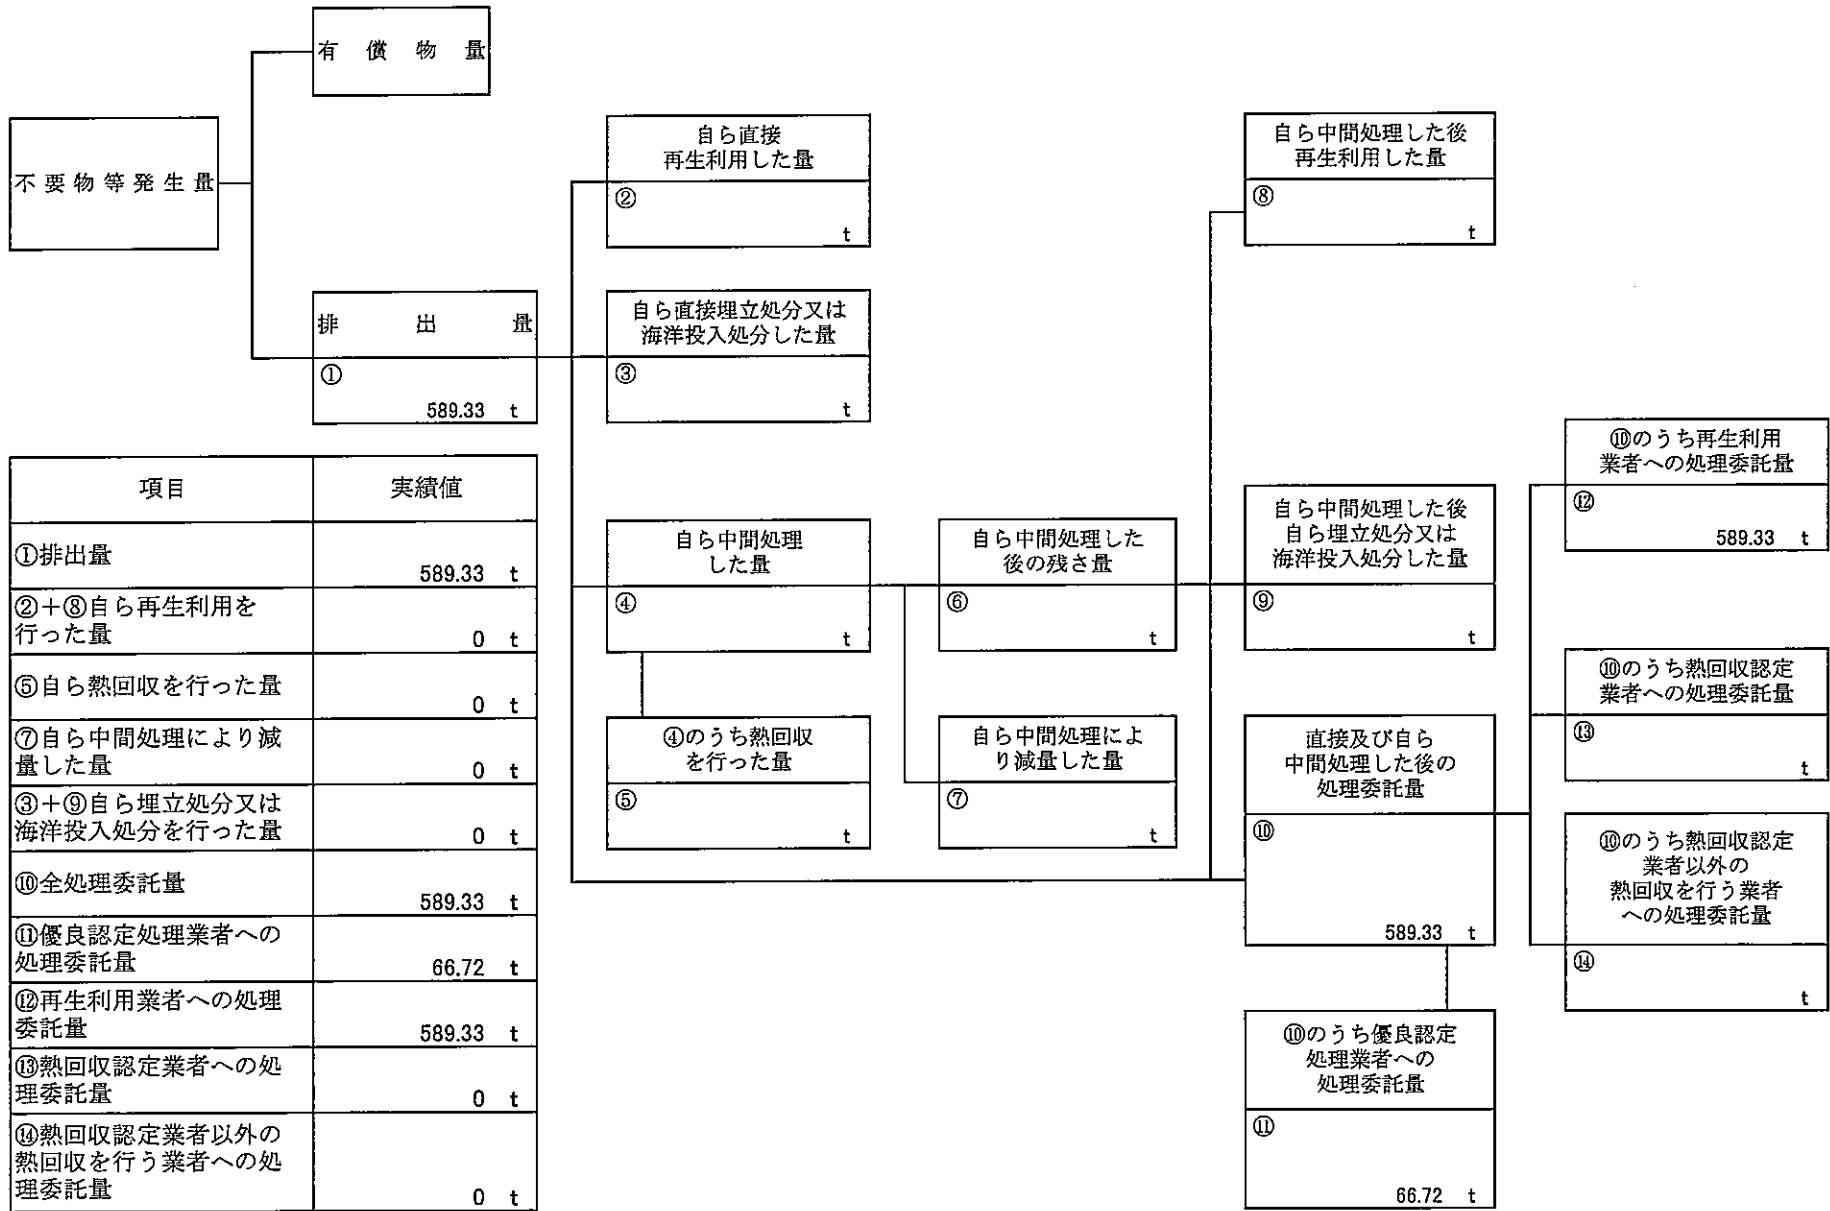 有償物量
不要物等発生量
自ら直接
再生利用した量
②
t
自ら中間処理した後
再生利用した量
⑧
t
排出量
①
589.33 t
自ら直接埋立処分又は
海洋投入処分した量
③
t
項目 実績値
①排出量
589.33 t
②＋⑧自ら再生利用を
行った量
0 t
⑤自ら熱回収を行った量
0 t
⑦自ら中間処理により減
量した量
0 t
③＋⑨自ら埋立処分又は
海洋投入処分を行った量
0 t
⑩全処理委託量
589.33 t
⑪優良認定処理業者への
処理委託量
66.72 t
⑫再生利用業者への処理
委託量
589.33 t
⑬熱回収認定業者への処
理委託量
0 t
⑭熱回収認定業者以外の
熱回収を行う業者への処
理委託量
0 t
自ら中間処理
した量
④
t
自ら中間処理した
後の残さ量
⑥
t
自ら中間処理した後
自ら埋立処分又は
海洋投入処分した量
⑨
t
④のうち熱回収
を行った量
⑤
t
自ら中間処理によ
り減量した量
⑦
t
直接及び自ら
中間処理した後の
処理委託量
⑩
589.33 t
⑩のうち優良認定
処理業者への
処理委託量
⑪
66.72 t
⑩のうち再生利用
業者への処理委託量
⑫
589.33 t
⑩のうち熱回収認定
業者への処理委託量
⑬
t
⑩のうち熱回収認定
業者以外の
熱回収を行う業者
への処理委託量
⑭
t